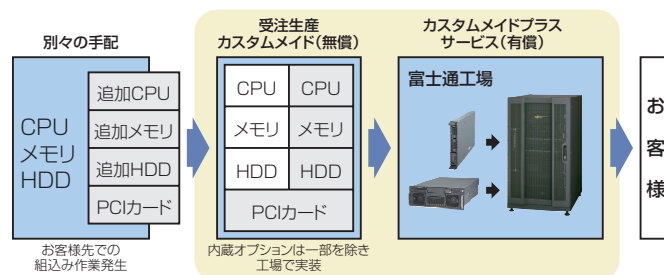 別々の手配
CPU
メモリ
HDD
追加CPU
追加メモリ
追加HDD
PCIカード
お客様先での
組込み作業発生
受注生産
カスタムメイド(無償)
CPU CPU
メモリ メモリ
HDD HDD
PCIカード
内蔵オプションは一部を除き
工場で実装
カスタムメイドプラス
サービス(有償)
富士通工場
お
客
様